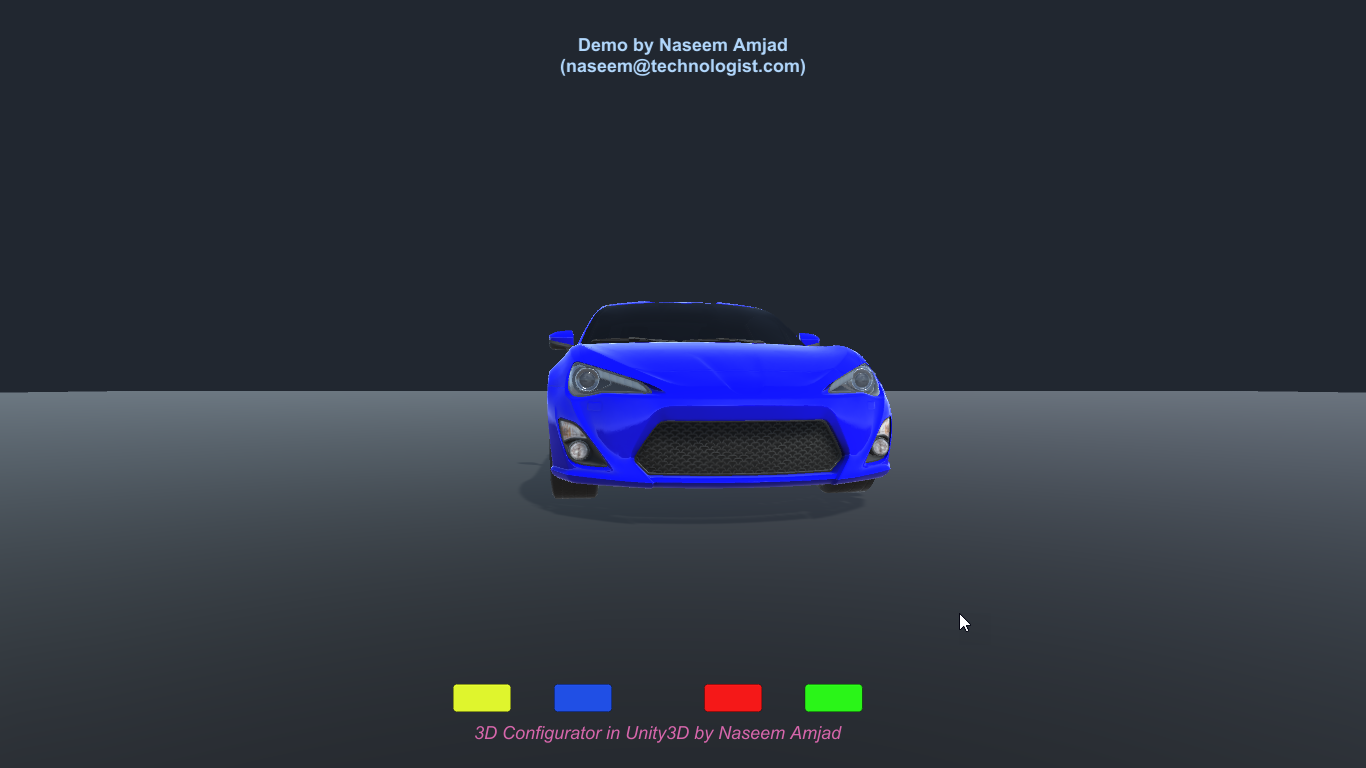 Demo by Naseem Amjad
(naseem@technologist.com)
3D Configurator in Unity3D by Naseem Amjad